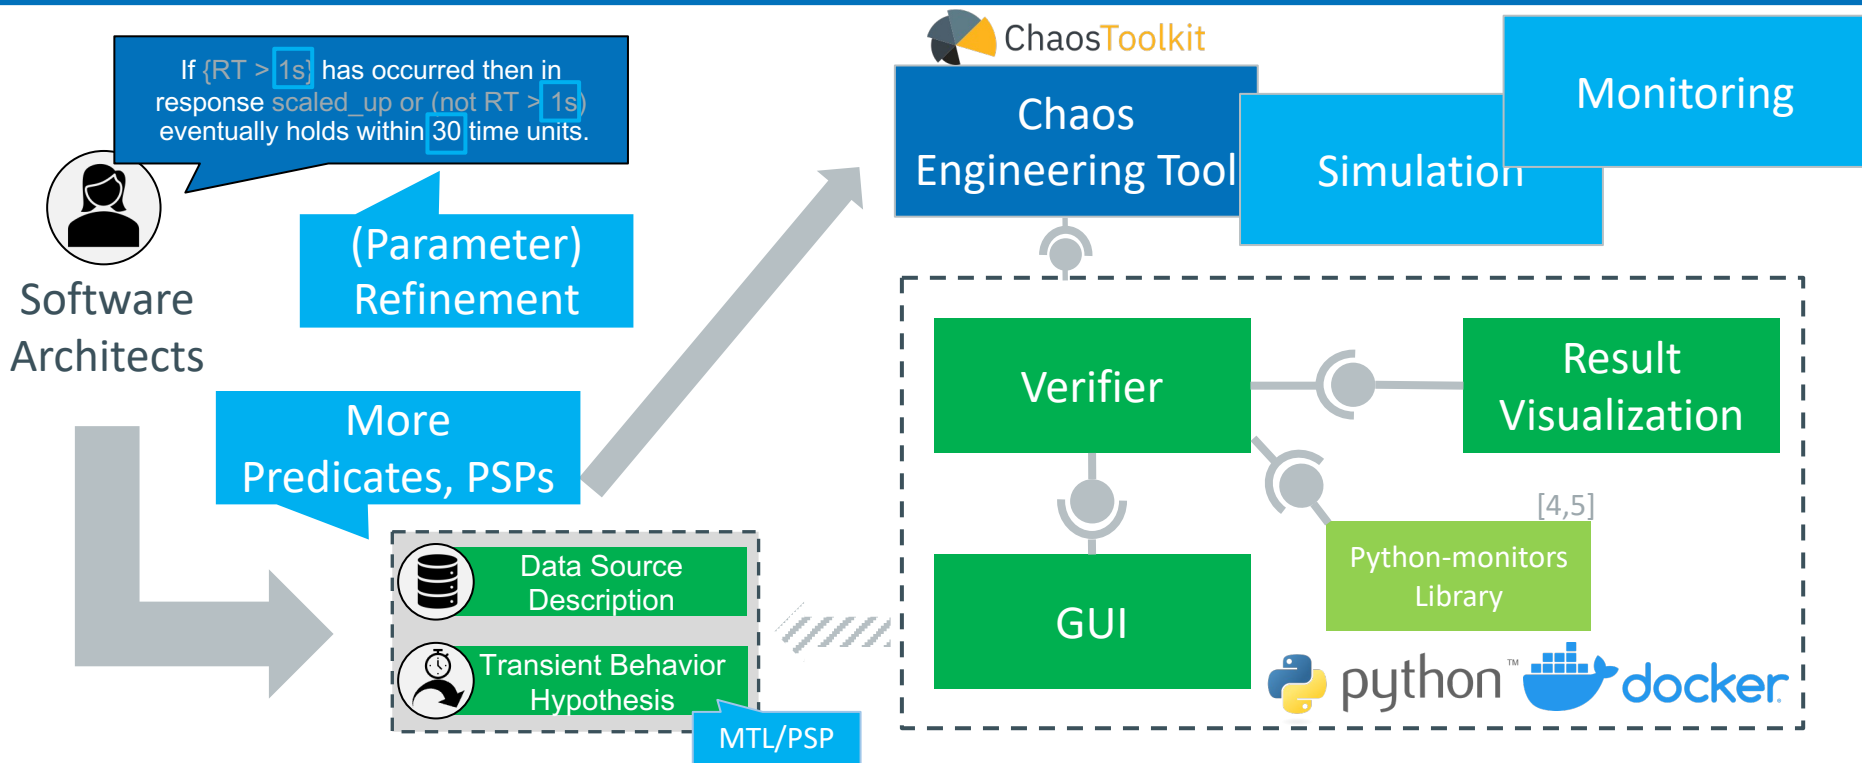 ChaosToolkit
If {RT > 1s} has occurred then in
response scaled_up or (not RT > 1s)
eventually holds within 30 time units.
Chaos
Engineering Tool
Simulation
Monitoring
(Parameter)
Refinement
Software
Architects
More
Predicates, PSPs
Verifier
Result
Visualization
[4,5]
Python-monitors
Library
GUI
Data Source
Description
Transient Behavior
Hypothesis
MTL/PSP
python™
docker